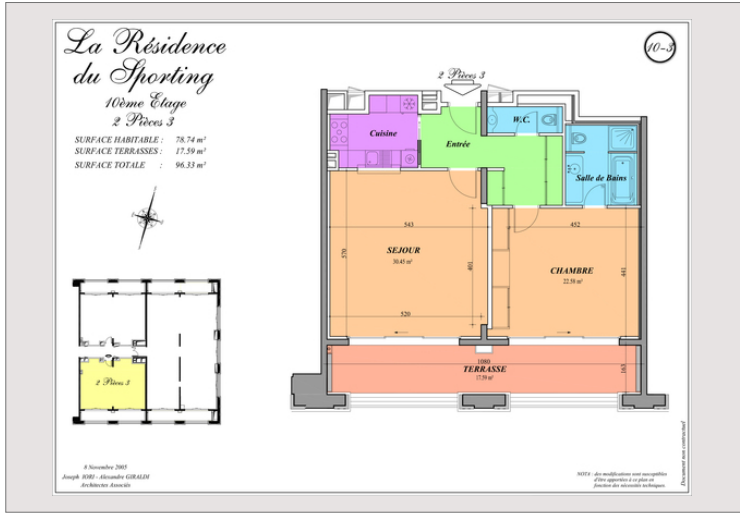 La Résidence
du Sporting
10ème Etage
2 Pièces 3
SURFACE HABITABLE : 78.74 m²
SURFACE TERRASSES : 17.59 m²
SURFACE TOTALE : 96.33 m²
10-3
2 Pièces 3
Cuisine
Entrée
W.C.
Salle de Bains
543
452
570
SEJOUR
30.45 m²
401
CHAMBRE
22.58 m²
441
520
1080
TERRASSE
17.59 m²
163
2 Pièces 3
8 Novembre 2005
Joseph IORI - Alexandre GIRALDI
Architectes Associés
NOTA : des modifications sont susceptibles
d'être apportées à ce plan en
fonction des nécessités techniques.
Document non contractuel